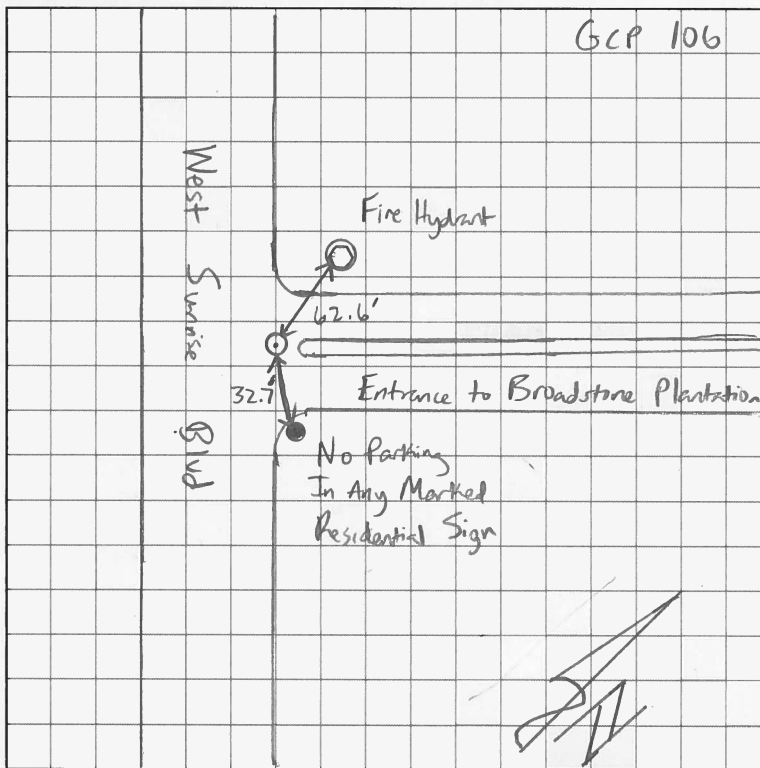 GCP 106
West Sunrise Blvd
Fire Hydrant
62.6'
32.7'
Entrance to Broadstone Plantation
No Parking
In Any Marked
Residential Sign
N